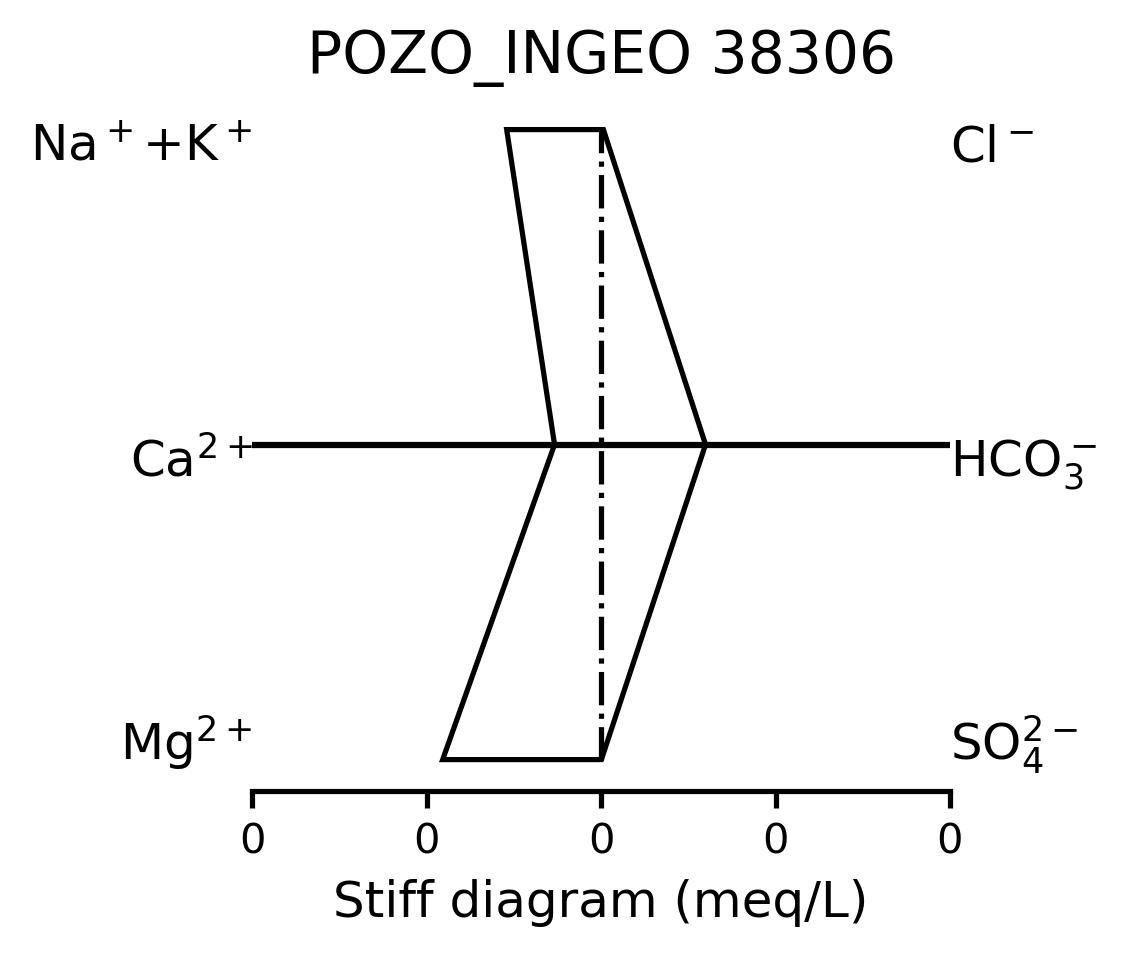 POZO_INGEO 38306
Na⁺+K⁺ Cl⁻
Ca²⁺ HCO₃⁻
Mg²⁺ SO₄²⁻
0 0 0 0 0
Stiff diagram (meq/L)